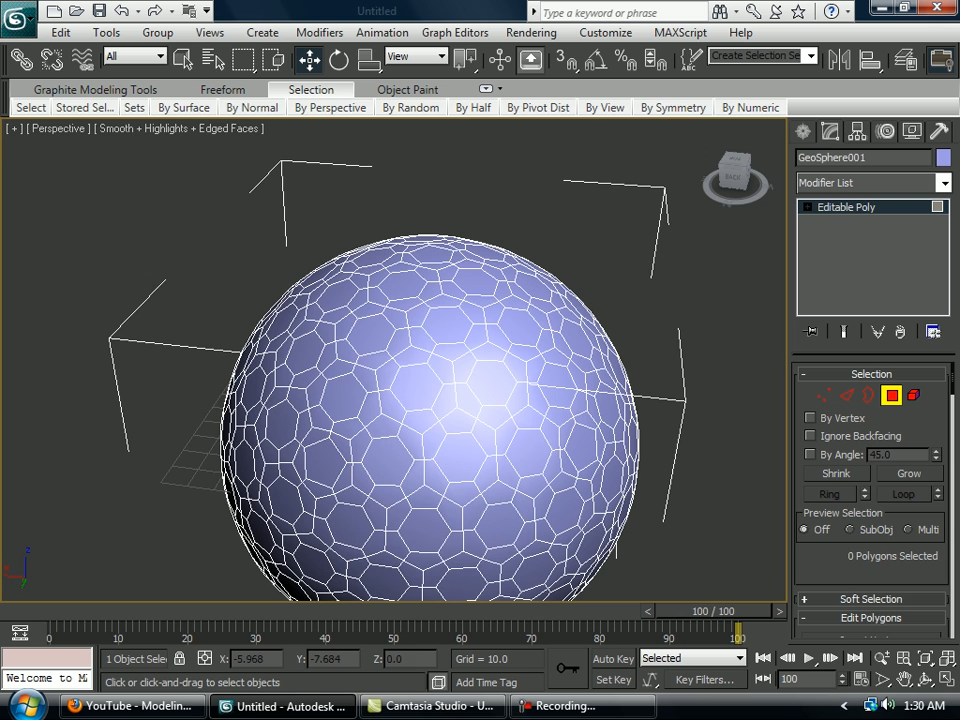 Untitled
Type a keyword or phrase
Edit Tools Group Views Create Modifiers Animation Graph Editors Rendering Customize MAXScript Help
All View 3 Create Selection Se
Graphite Modeling Tools Freeform Selection Object Paint
Select Stored Sel... Sets By Surface By Normal By Perspective By Random By Half By Pivot Dist By View By Symmetry By Numeric
[ + ] [ Perspective ] [ Smooth + Highlights + Edged Faces ]
BACK
GeoSphere001
Modifier List
Editable Poly
- Selection
By Vertex
Ignore Backfacing
By Angle: 45.0
Shrink Grow
Ring Loop
Preview Selection
Off SubObj Multi
0 Polygons Selected
+ Soft Selection
- Edit Polygons
z
x
y
< 100 / 100 >
0 10 20 30 40 50 60 70 80 90 100
1 Object Sele X: -5.968 Y: -7.684 Z: 0.0 Grid = 10.0 Auto Key Selected
Welcome to M Click or click-and-drag to select objects Add Time Tag Set Key Key Filters... 100
YouTube - Modelin... Untitled - Autodesk ... Camtasia Studio - U... Recording... < 1:30 AM